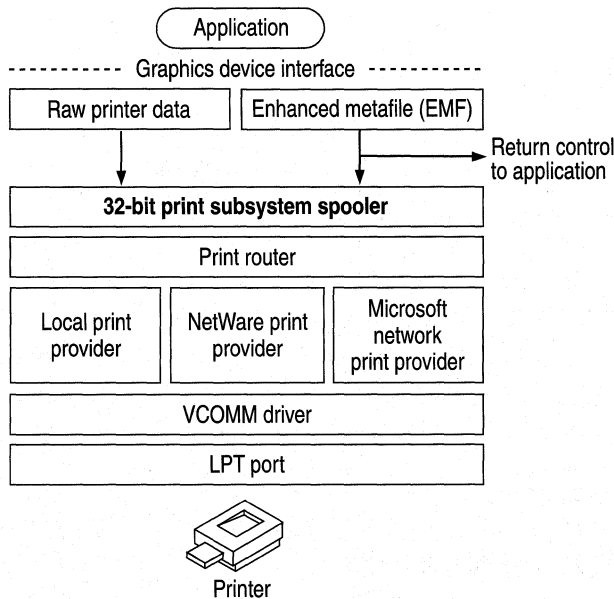 Application
Graphics device interface
Raw printer data
Enhanced metafile (EMF)
Return control
to application
32-bit print subsystem spooler
Print router
Local print
provider
NetWare print
provider
Microsoft
network
print provider
VCOMM driver
LPT port
Printer